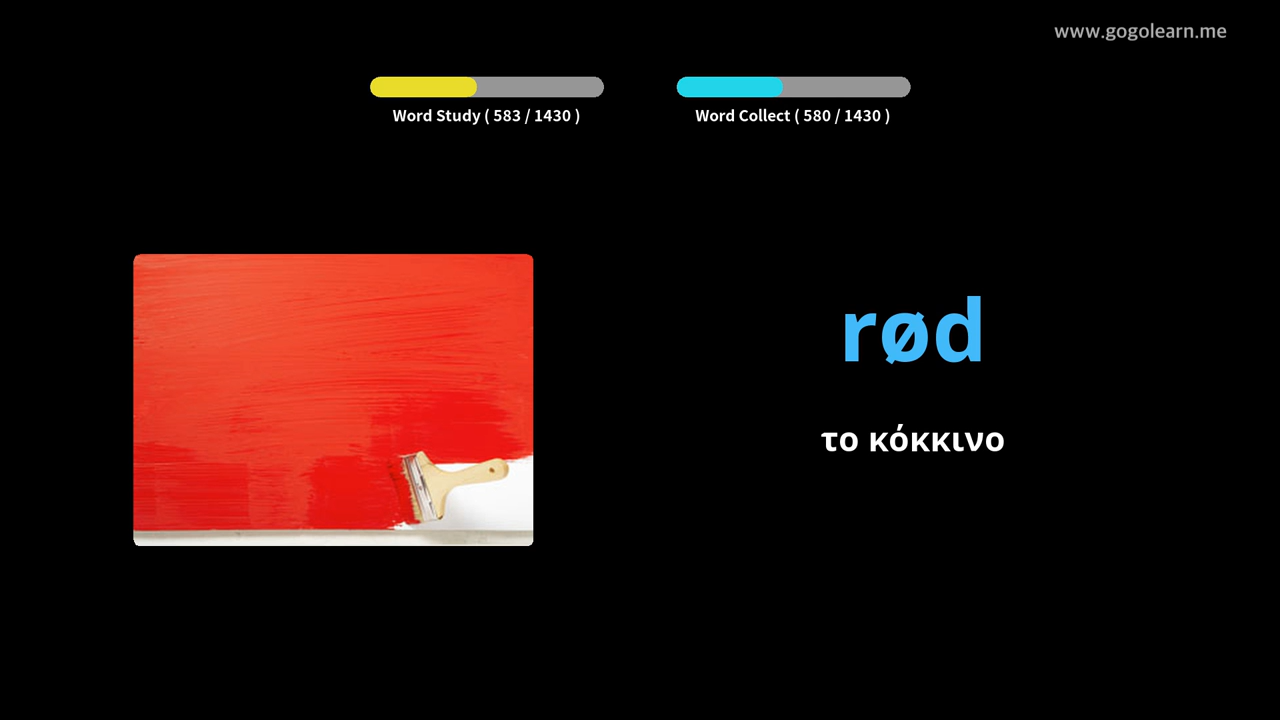 www.gogolearn.me
Word Study ( 583 / 1430 )
Word Collect ( 580 / 1430 )
rød
το κόκκινο